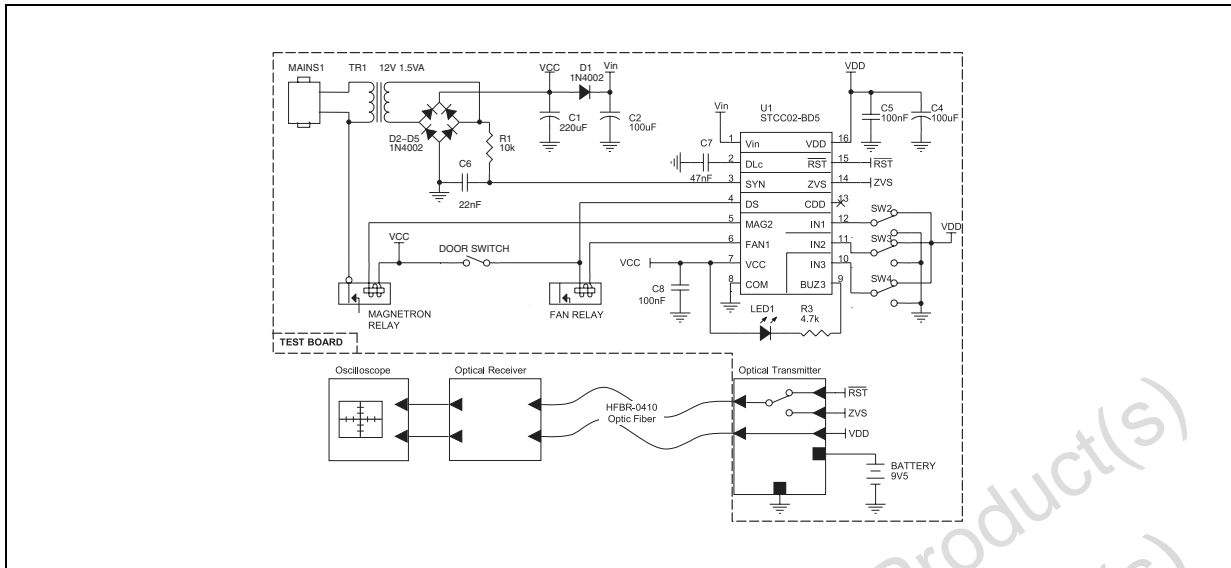 MAINS1
TR1
12V 1.5VA
D2-D5
1N4002
R1
10k
C6
22nF
VCC
D1
1N4002
Vin
C1
220uF
C2
100uF
VDD
C5
100nF
C4
100uF
Vin
U1
STCC02-BD5
C7
47nF
1 Vin VDD 16
2 DLc RST 15 RST
3 SYN ZVS 14 ZVS
4 DS CDD 13
5 MAG2 IN1 12
6 FAN1 IN2 11
7 VCC IN3 10
8 COM BUZ3 9
SW2
SW3
SW4
VDD
VCC
DOOR SWITCH
VCC
C8
100nF
LED1
R3
4.7k
MAGNETRON
RELAY
FAN RELAY
TEST BOARD
Oscilloscope
Optical Receiver
HFBR-0410
Optic Fiber
Optical Transmitter
RST
ZVS
VDD
BATTERY
9V5
Product(s)
(s)